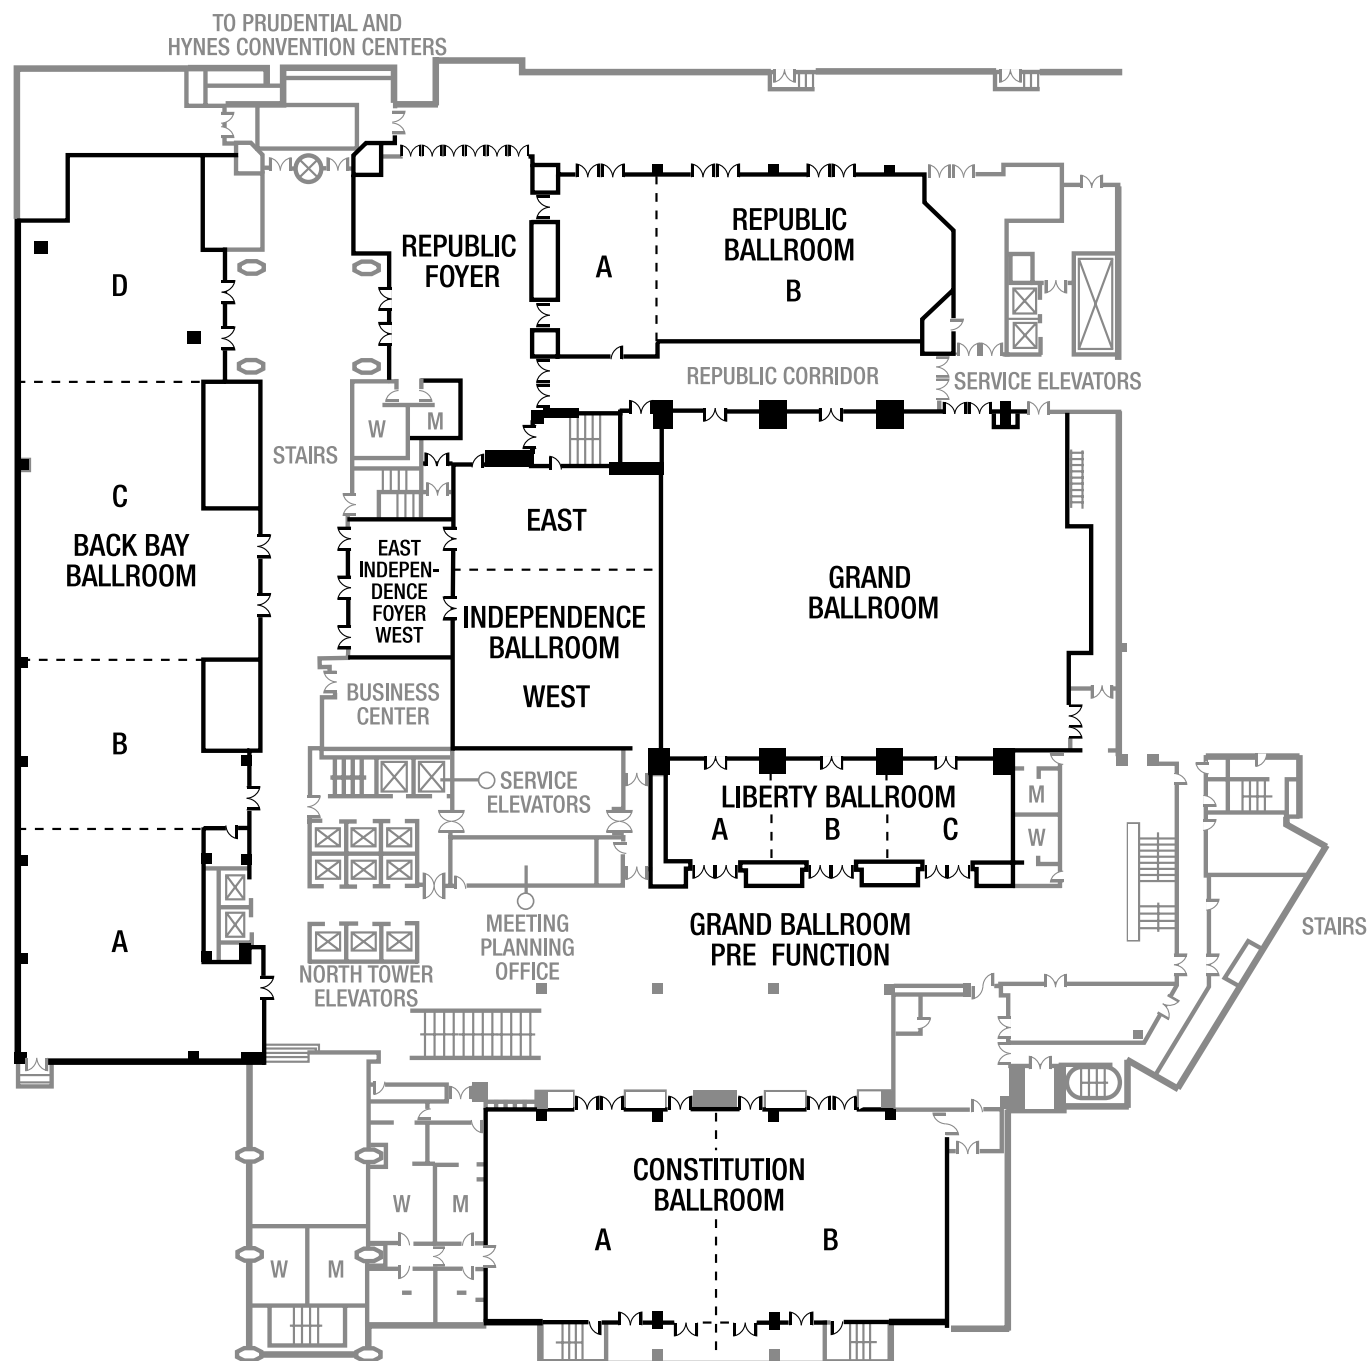 TO PRUDENTIAL AND
HYNES CONVENTION CENTERS
REPUBLIC
FOYER
A
REPUBLIC
BALLROOM
B
D
REPUBLIC CORRIDOR
SERVICE ELEVATORS
W
M
STAIRS
C
BACK BAY
BALLROOM
EAST
EAST
INDEPEN-
DENCE
FOYER
WEST
INDEPENDENCE
BALLROOM
WEST
GRAND
BALLROOM
BUSINESS
CENTER
B
SERVICE
ELEVATORS
LIBERTY BALLROOM
A
B
C
M
W
A
MEETING
PLANNING
OFFICE
GRAND BALLROOM
PRE FUNCTION
STAIRS
NORTH TOWER
ELEVATORS
CONSTITUTION
BALLROOM
A
B
W
M
W
M